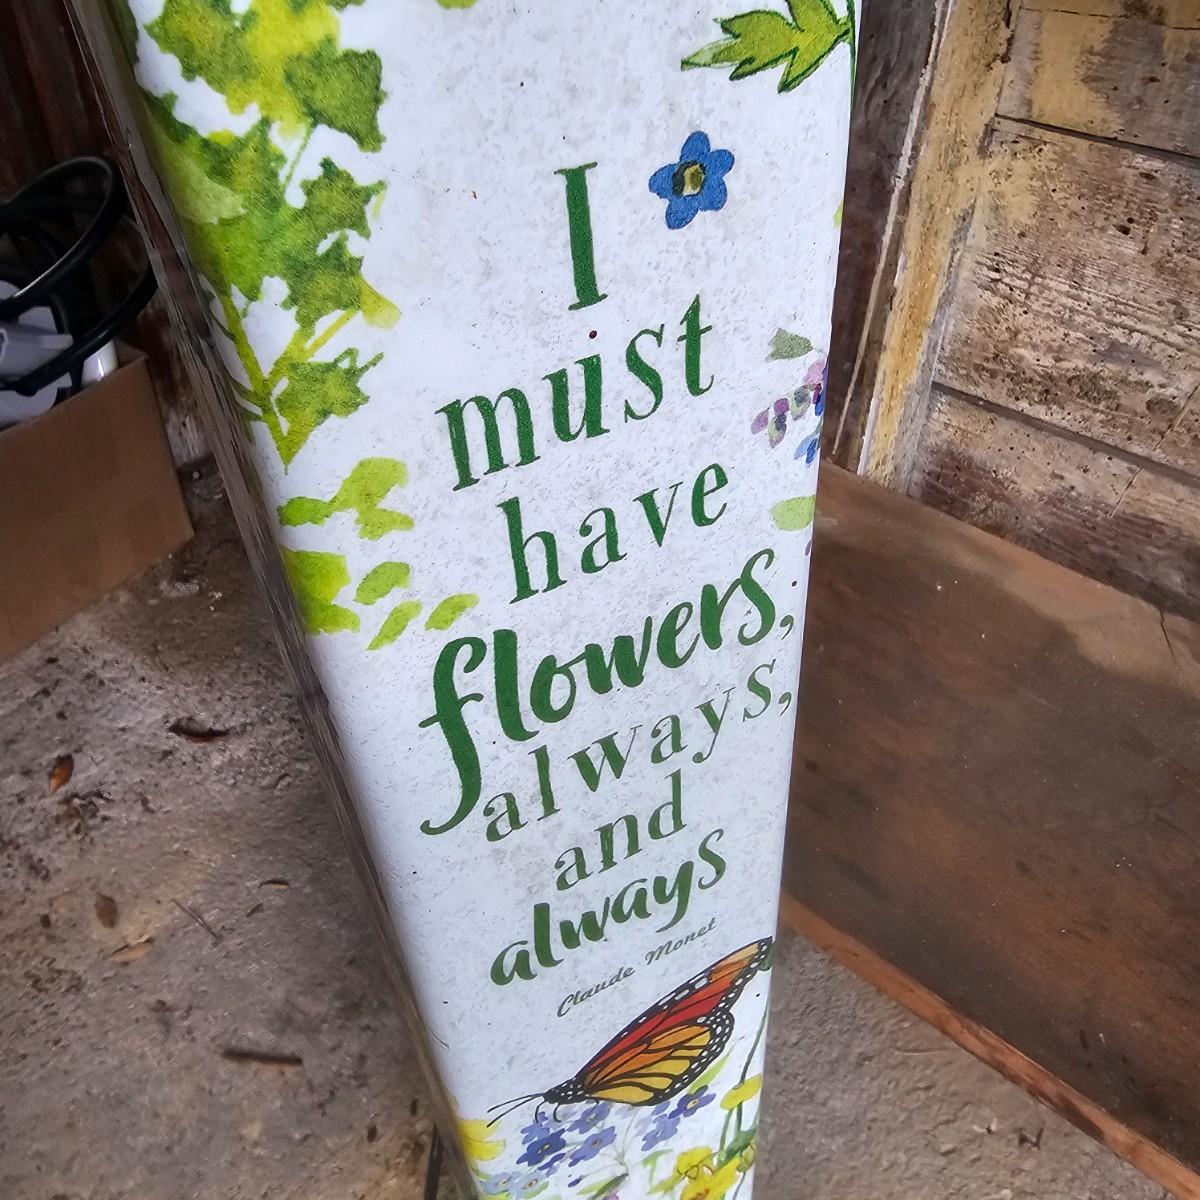 I
must
have
flowers,
always,
and
always
Claude Monet